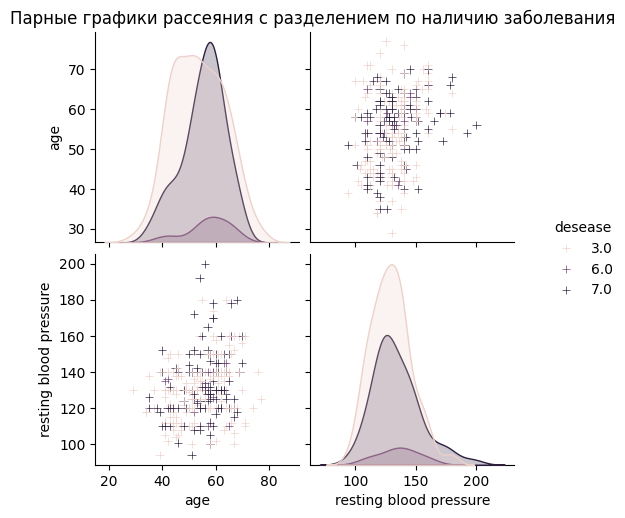 Парные графики рассеяния с разделением по наличию заболевания
70
60
50
40
30
age
desease
3.0
6.0
7.0
200
180
160
140
120
100
resting blood pressure
20 40 60 80
age
100 150 200
resting blood pressure